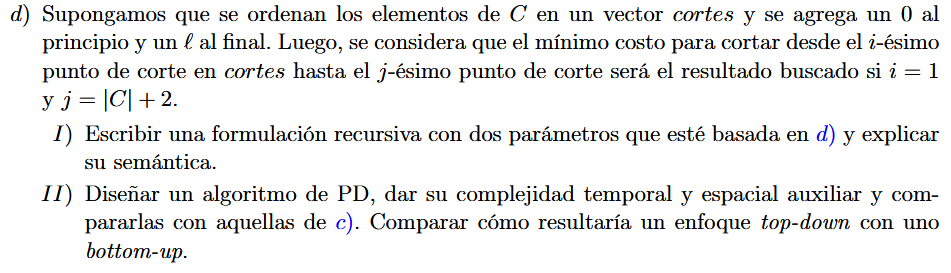 d) Supongamos que se ordenan los elementos de C en un vector cortes y se agrega un 0 al
principio y un ℓ al final. Luego, se considera que el mínimo costo para cortar desde el i-ésimo
punto de corte en cortes hasta el j-ésimo punto de corte será el resultado buscado si i = 1
y j = |C| + 2.
I) Escribir una formulación recursiva con dos parámetros que esté basada en d) y explicar
su semántica.
II) Diseñar un algoritmo de PD, dar su complejidad temporal y espacial auxiliar y com-
pararlas con aquellas de c). Comparar cómo resultaría un enfoque top-down con uno
bottom-up.